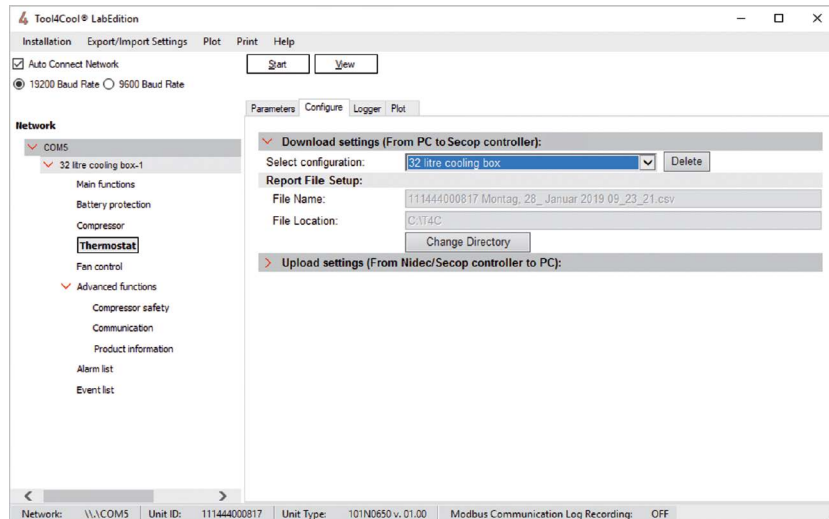 Tool4Cool® LabEdition
Installation Export/Import Settings Plot Print Help
Auto Connect Network
Start View
19200 Baud Rate 9600 Baud Rate
Parameters Configure Logger Plot
Network
COM5
32 litre cooling box-1
Main functions
Battery protection
Compressor
Thermostat
Fan control
Advanced functions
Compressor safety
Communication
Product information
Alarm list
Event list
Download settings (From PC to Secop controller):
Select configuration: 32 litre cooling box Delete
Report File Setup:
File Name: 111444000817 Montag, 28_ Januar 2019 09_23_21.csv
File Location: C:\T4C
Change Directory
Upload settings (From Nidec/Secop controller to PC):
Network: \\.\COM5 Unit ID: 111444000817 Unit Type: 101N0650 v. 01.00 Modbus Communication Log Recording: OFF